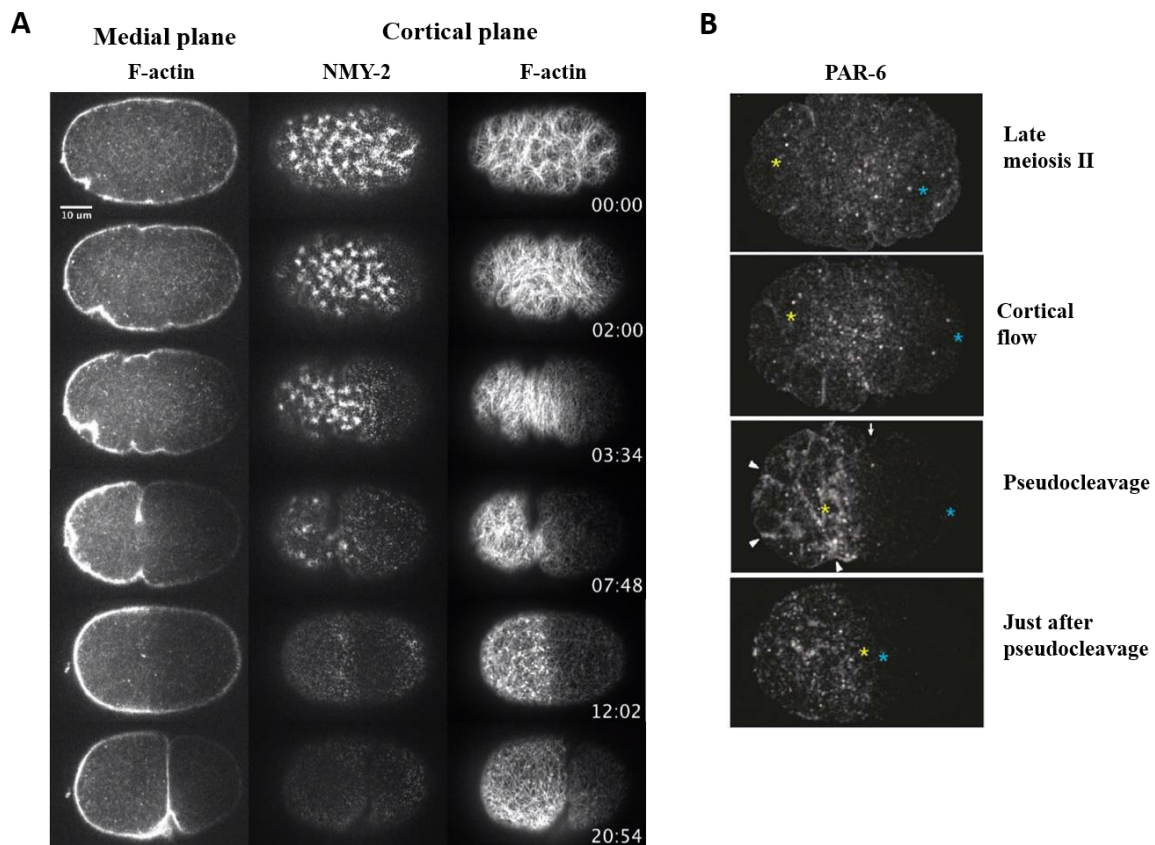 A
Medial plane
Cortical plane
F-actin
NMY-2
F-actin
10 um
00:00
02:00
03:34
07:48
12:02
20:54
B
PAR-6
Late
meiosis II
Cortical
flow
Pseudocleavage
Just after
pseudocleavage